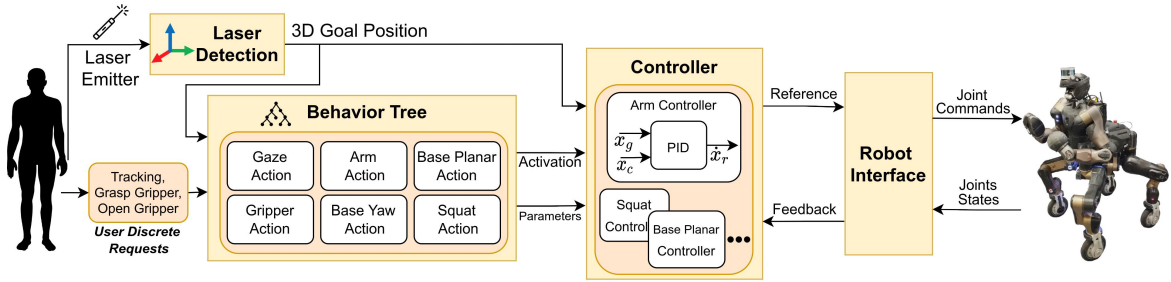 Laser
Emitter
Laser
Detection
3D Goal Position
Tracking,
Grasp Gripper,
Open Gripper
User Discrete
Requests
Behavior Tree
Gaze
Action
Arm
Action
Base Planar
Action
Gripper
Action
Base Yaw
Action
Squat
Action
Activation
Parameters
Controller
Arm Controller
x_g
x_c
PID
ẋ_r
Squat
Control
Base Planar
Controller
•••
Reference
Feedback
Robot
Interface
Joint
Commands
Joints
States